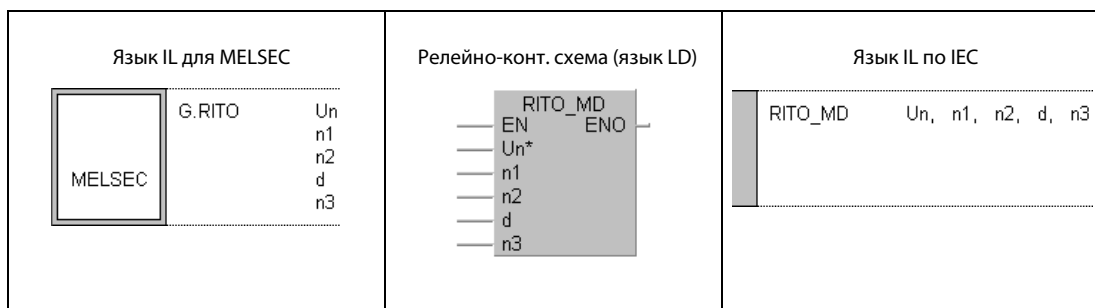 Язык IL для MELSEC
MELSEC
G.RITO Un
n1
n2
d
n3
Релейно-конт. схема (язык LD)
RITO_MD
EN ENO
Un*
n1
n2
d
n3
Язык IL по IEC
RITO_MD Un, n1, n2, d, n3